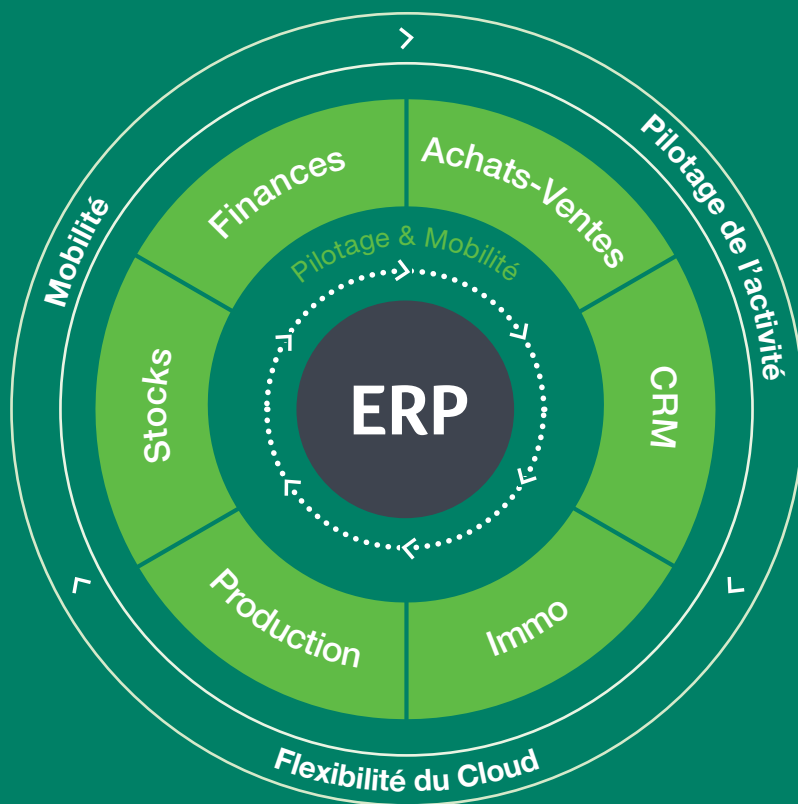 Mobilité
Pilotage de l'activité
Finances
Achats-Ventes
Pilotage & Mobilité
Stocks
ERP
CRM
Production
Immo
Flexibilité du Cloud